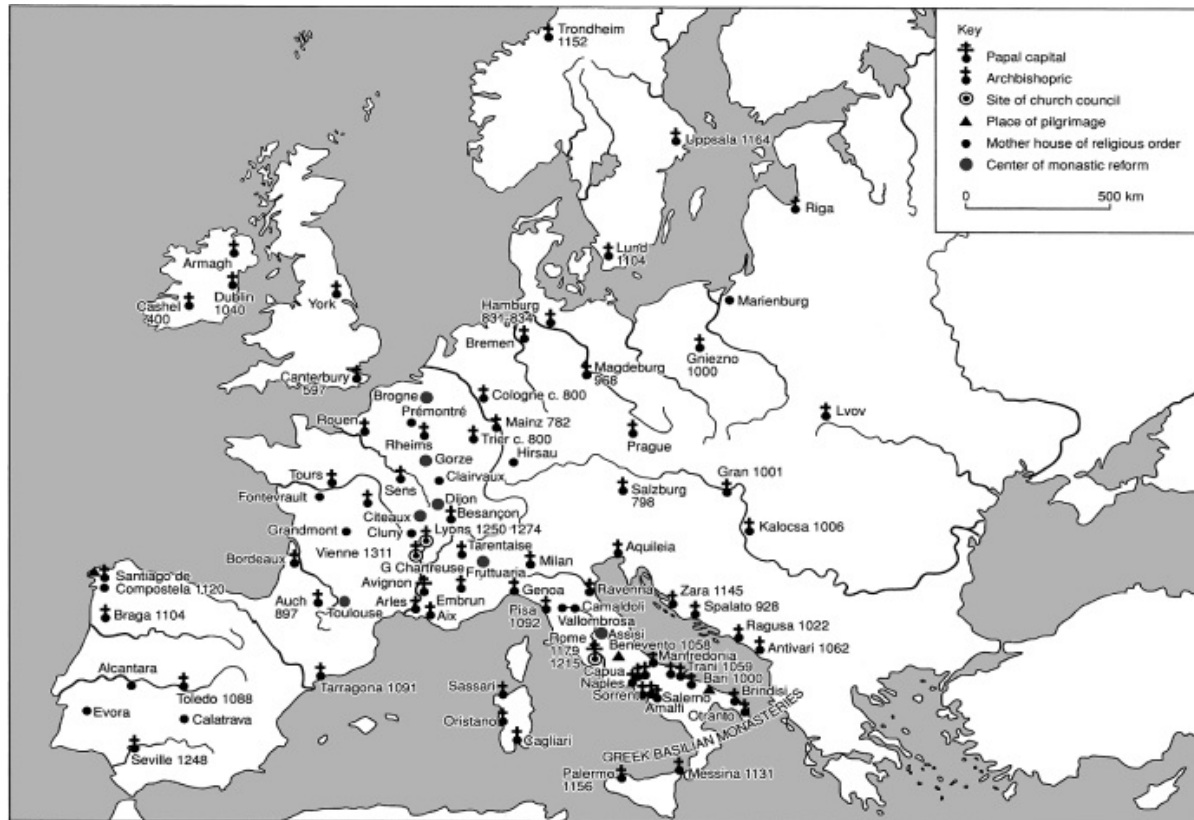 Key
Papal capital
Archbishopric
Site of church council
Place of pilgrimage
Mother house of religious order
Center of monastic reform
0 500 km
Trondheim
1152
Uppsala 1164
Riga
Lund
1104
Armagh
Dublin
1040
Cashel
400
York
Canterbury
597
Hamburg
831-834
Bremen
Marienburg
Gniezno
1000
Magdeburg
968
Brogne
Cologne c. 800
Prémontré
Rouen
Mainz 782
Rheims
Trier c. 800
Hirsau
Prague
Lvov
Gorze
Tours
Sens
Clairvaux
Gran 1001
Salzburg
798
Fontevrault
Dijon
Citeaux
Besançon
Kalocsa 1006
Grandmont
Cluny
Lyons 1250 1274
Vienne 1311
Tarentaise
Aquileia
Bordeaux
G Chartreuse
Milan
Fruttuaria
Santiago de
Compostela 1120
Avignon
Embrun
Genoa
Ravenna
Zara 1145
Auch
897
Toulouse
Arles
Aix
Pisa
1092
Camaldoli
Spalato 928
Braga 1104
Vallombrosa
Assisi
Ragusa 1022
Rome
1179
1215
Benevento 1058
Antivari 1062
Manfredonia
Alcantara
Capua
Trani 1059
Toledo 1088
Tarragona 1091
Sassari
Naples
Bari 1000
Sorrento
Salerno
Brindisi
Amalfi
Evora
Calatrava
Oristano
Otranto
Cagliari
GREEK BASILIAN MONASTERIES
Seville 1248
Palermo
1156
Messina 1131